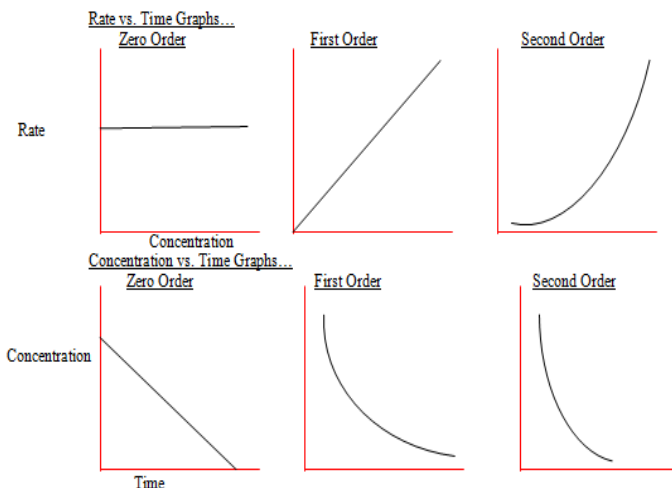 Rate vs. Time Graphs...
Zero Order First Order Second Order
Rate
Concentration
Concentration vs. Time Graphs...
Zero Order First Order Second Order
Concentration
Time